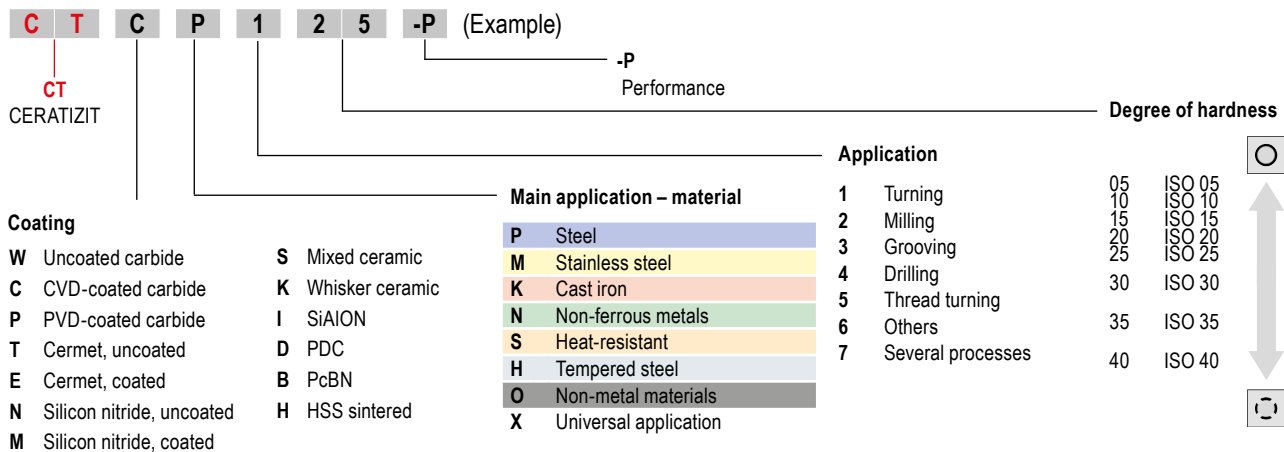 C T C P 1 2 5 -P (Example)
-P
Performance
CT
CERATIZIT
Degree of hardness
05 ISO 05
10 ISO 10
15 ISO 15
20 ISO 20
25 ISO 25
30 ISO 30
35 ISO 35
40 ISO 40
Application
1 Turning
2 Milling
3 Grooving
4 Drilling
5 Thread turning
6 Others
7 Several processes
Main application – material
P Steel
M Stainless steel
K Cast iron
N Non-ferrous metals
S Heat-resistant
H Tempered steel
O Non-metal materials
X Universal application
Coating
W Uncoated carbide
C CVD-coated carbide
P PVD-coated carbide
T Cermet, uncoated
E Cermet, coated
N Silicon nitride, uncoated
M Silicon nitride, coated
S Mixed ceramic
K Whisker ceramic
I SiAlON
D PDC
B PcBN
H HSS sintered